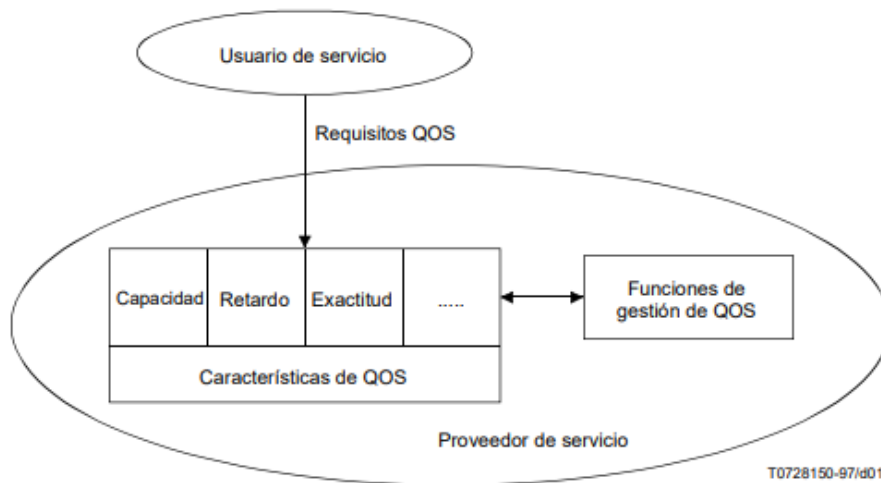 Usuario de servicio
Requisitos QOS
Capacidad
Retardo
Exactitud
.....
Funciones de
gestión de QOS
Características de QOS
Proveedor de servicio
T0728150-97/d01